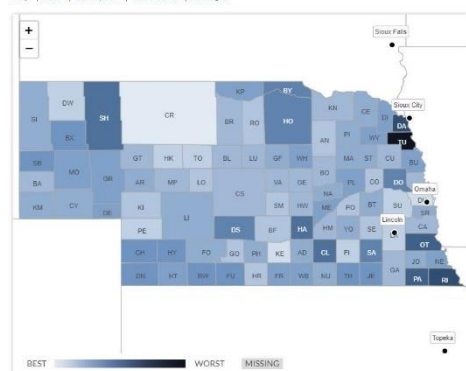 +
Sioux Falls
−
DW
SH
KP
BY
KN
CE
DI
Sioux City
SI
CR
BR
RO
HO
DA
BX
AN
PI
WY
TU
GT
HK
TO
BL
LU
GF
WH
MA
ST
CU
BU
SB
MO
GR
BO
DO
BA
AR
MP
LO
CS
VA
GE
PL
CO
NA
Omaha
KM
CY
DE
LI
SM
HW
ME
PO
BT
SU
Lincoln
SR
PE
DS
BF
HA
HM
YO
SE
CA
CH
HY
FO
GO
PH
KE
AD
CL
FI
SA
OT
GA
JO
NE
DN
HT
FU
HR
FR
WB
NU
TH
JE
PA
RI
Topeka
BEST
WORST
MISSING